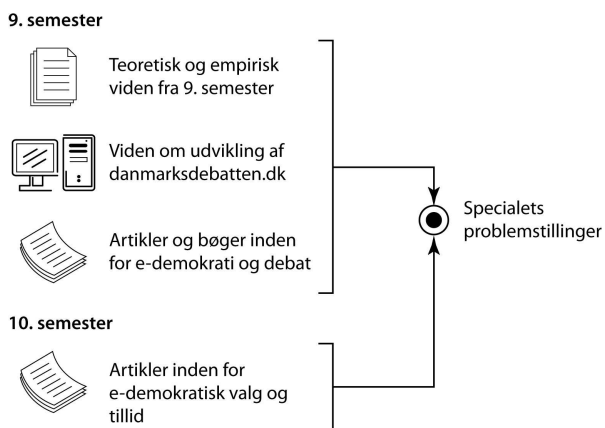 9. semester
Teoretisk og empirisk
viden fra 9. semester
Viden om udvikling af
danmarksdebatten.dk
Artikler og bøger inden
for e-demokrati og debat
Specialets
problemstillinger
10. semester
Artikler inden for
e-demokratisk valg og
tillid